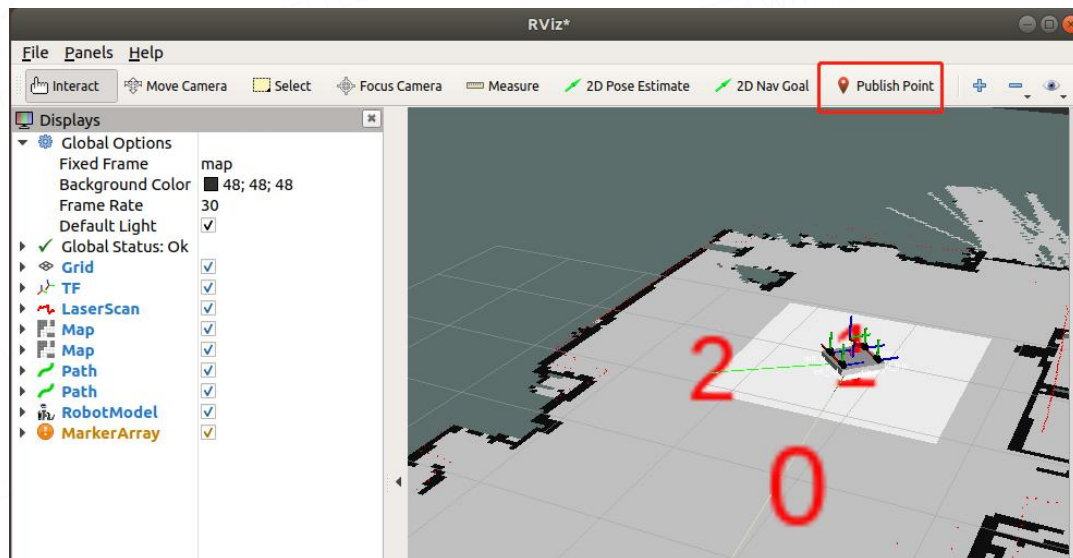 RViz*
File Panels Help
Interact Move Camera Select Focus Camera Measure 2D Pose Estimate 2D Nav Goal Publish Point
Displays
Global Options
Fixed Frame map
Background Color 48; 48; 48
Frame Rate 30
Default Light
Global Status: Ok
Grid
TF
LaserScan
Map
Map
Path
Path
RobotModel
MarkerArray
1
2
0